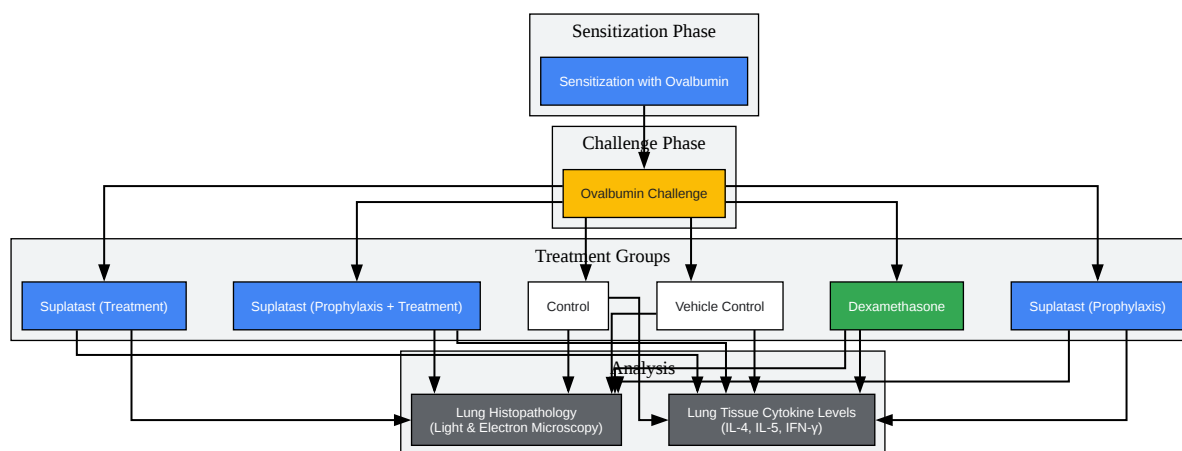 Sensitization Phase
Sensitization with Ovalbumin
Challenge Phase
Ovalbumin Challenge
Treatment Groups
Suplatast (Treatment)
Suplatast (Prophylaxis + Treatment)
Control
Vehicle Control
Dexamethasone
Suplatast (Prophylaxis)
Analysis
Lung Histopathology
(Light & Electron Microscopy)
Lung Tissue Cytokine Levels
(IL-4, IL-5, IFN-γ)